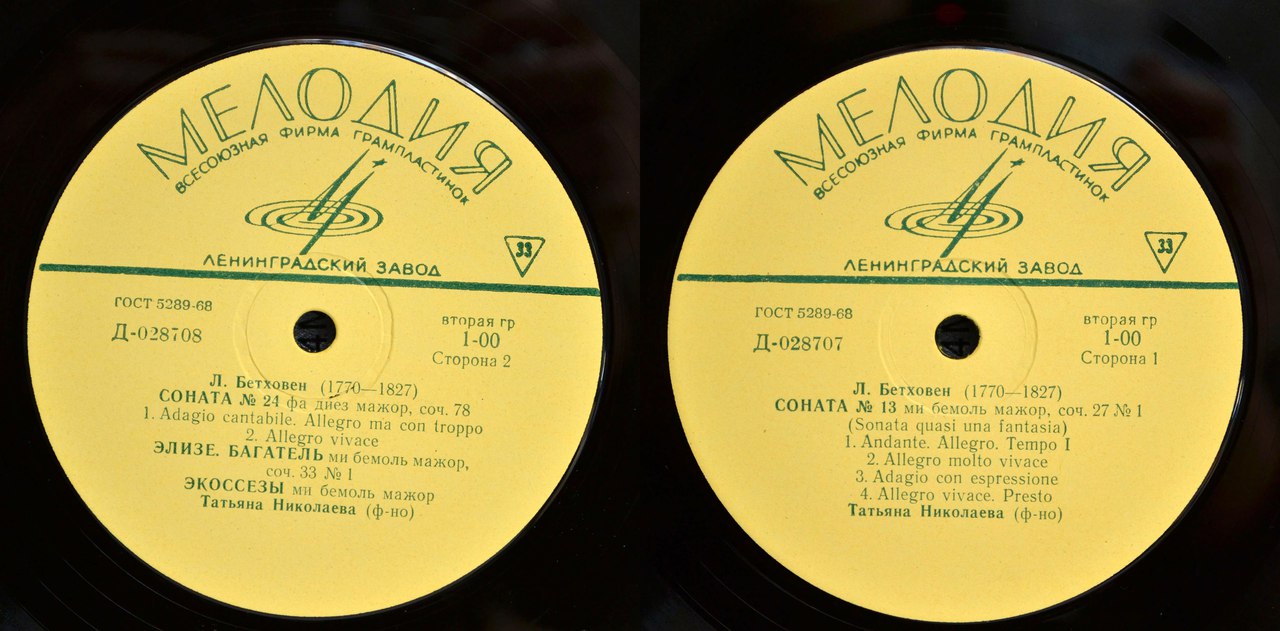 МЕЛОДИЯ
ВСЕСОЮЗНАЯ ФИРМА ГРАМПЛАСТИНОК
ЛЕНИНГРАДСКИЙ ЗАВОД
33
ГОСТ 5289-68
Д-028708
вторая гр
1-00
Сторона 2
Л. Бетховен (1770—1827)
СОНАТА № 24 фа диез мажор, соч. 78
1. Adagio cantabile. Allegro ma con troppo
2. Allegro vivace
ЭЛИЗЕ. БАГАТЕЛЬ ми бемоль мажор,
соч. 33 № 1
ЭКОССЕЗЫ ми бемоль мажор
Татьяна Николаева (ф-но)
МЕЛОДИЯ
ВСЕСОЮЗНАЯ ФИРМА ГРАМПЛАСТИНОК
ЛЕНИНГРАДСКИЙ ЗАВОД
33
ГОСТ 5289-68
Д-028707
вторая гр
1-00
Сторона 1
Л. Бетховен (1770—1827)
СОНАТА № 13 ми бемоль мажор, соч. 27 № 1
(Sonata quasi una fantasia)
1. Andante. Allegro. Tempo I
2. Allegro molto vivace
3. Adagio con espressione
4. Allegro vivace. Presto
Татьяна Николаева (ф-но)